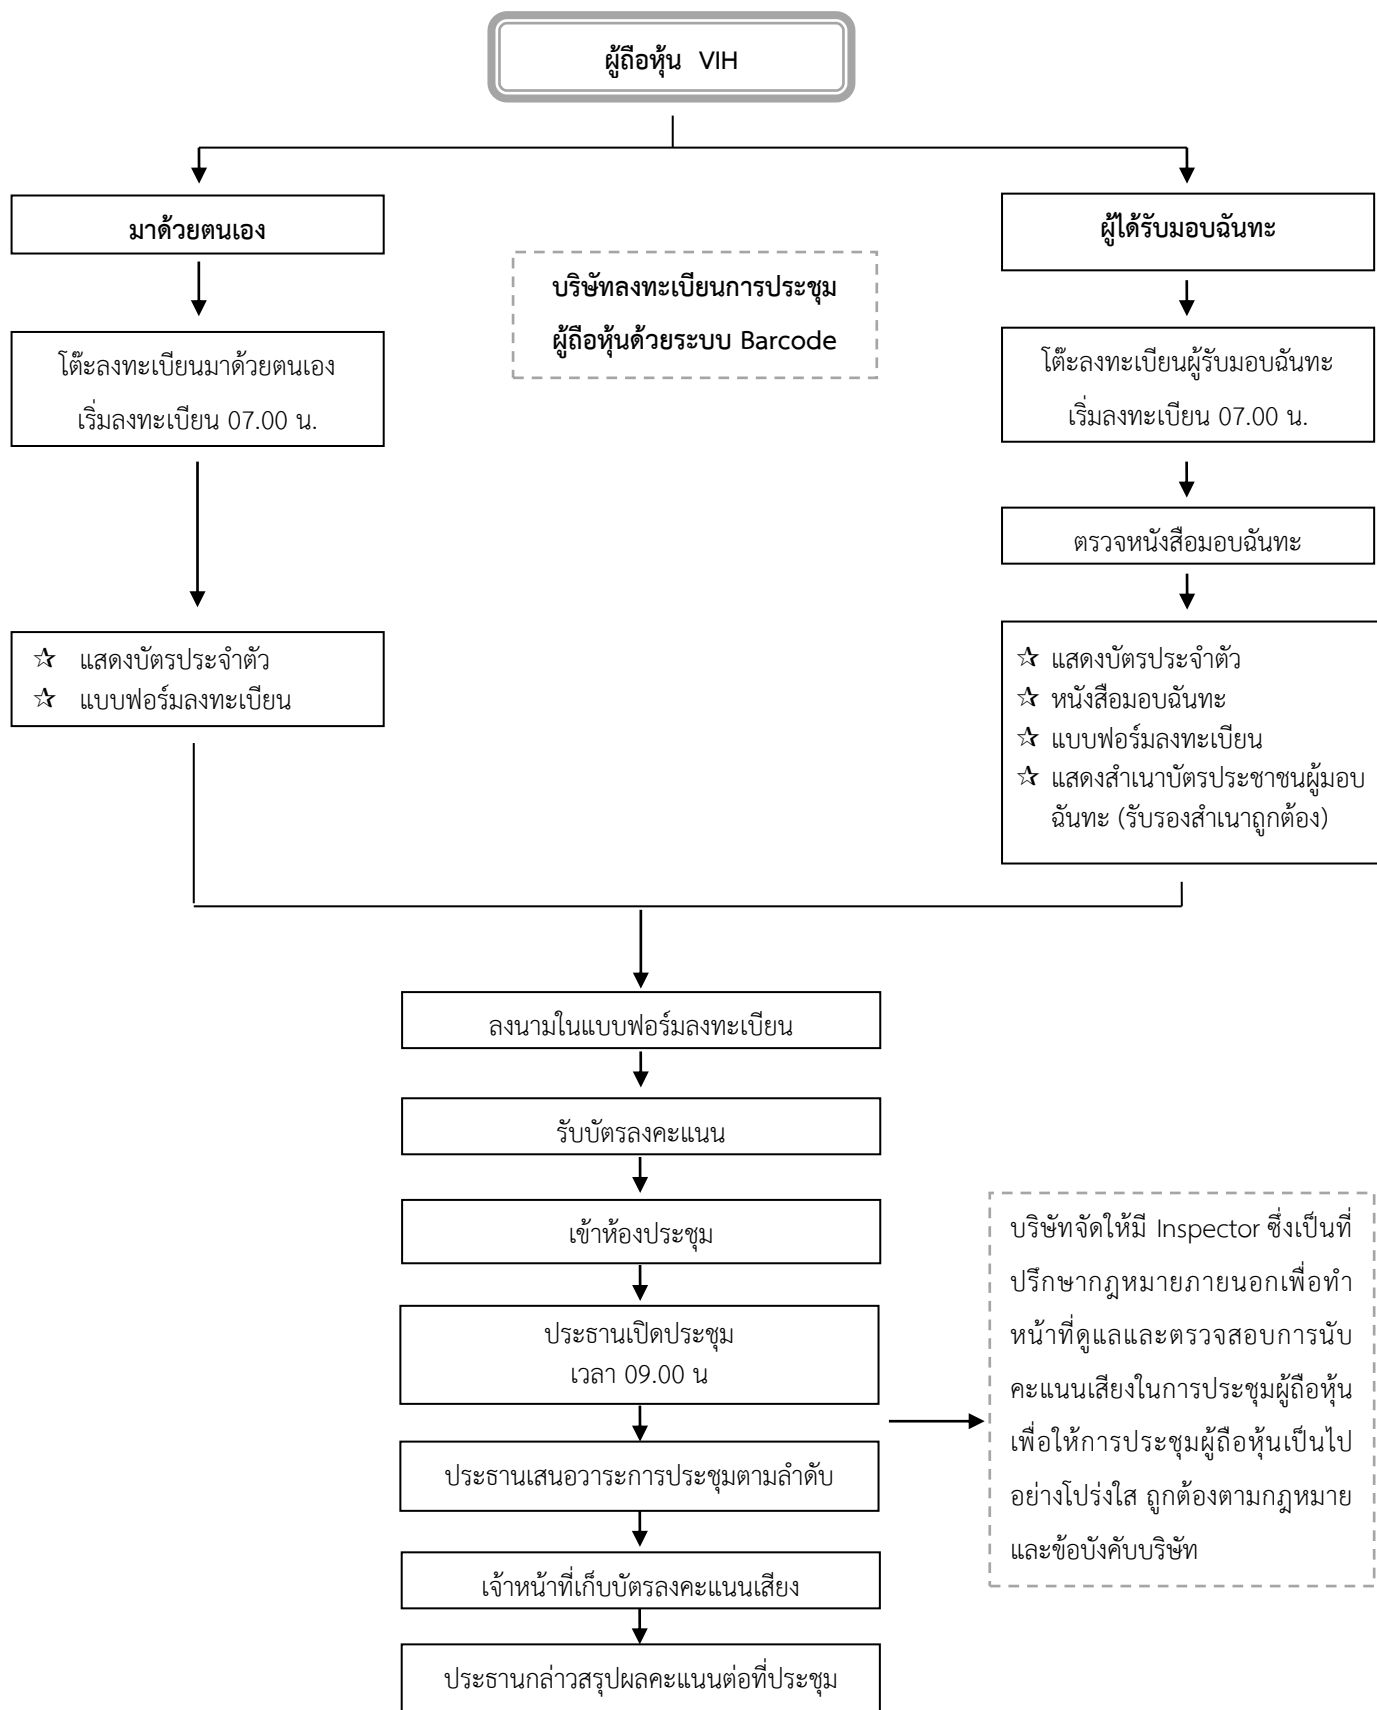 ผู้ถือหุ้น VIH
มาด้วยตนเอง
ผู้ได้รับมอบฉันทะ
บริษัทลงทะเบียนการประชุม
ผู้ถือหุ้นด้วยระบบ Barcode
โต๊ะลงทะเบียนมาด้วยตนเอง
เริ่มลงทะเบียน 07.00 น.
โต๊ะลงทะเบียนผู้รับมอบฉันทะ
เริ่มลงทะเบียน 07.00 น.
ตรวจหนังสือมอบฉันทะ
☆ แสดงบัตรประจำตัว
☆ แบบฟอร์มลงทะเบียน
☆ แสดงบัตรประจำตัว
☆ หนังสือมอบฉันทะ
☆ แบบฟอร์มลงทะเบียน
☆ แสดงสำเนาบัตรประชาชนผู้มอบ
ฉันทะ (รับรองสำเนาถูกต้อง)
ลงนามในแบบฟอร์มลงทะเบียน
รับบัตรลงคะแนน
เข้าห้องประชุม
ประธานเปิดประชุม
เวลา 09.00 น
ประธานเสนอวาระการประชุมตามลำดับ
เจ้าหน้าที่เก็บบัตรลงคะแนนเสียง
ประธานกล่าวสรุปผลคะแนนต่อที่ประชุม
บริษัทจัดให้มี Inspector ซึ่งเป็นที่
ปรึกษากฎหมายภายนอกเพื่อทำ
หน้าที่ดูแลและตรวจสอบการนับ
คะแนนเสียงในการประชุมผู้ถือหุ้น
เพื่อให้การประชุมผู้ถือหุ้นเป็นไป
อย่างโปร่งใส ถูกต้องตามกฎหมาย
และข้อบังคับบริษัท